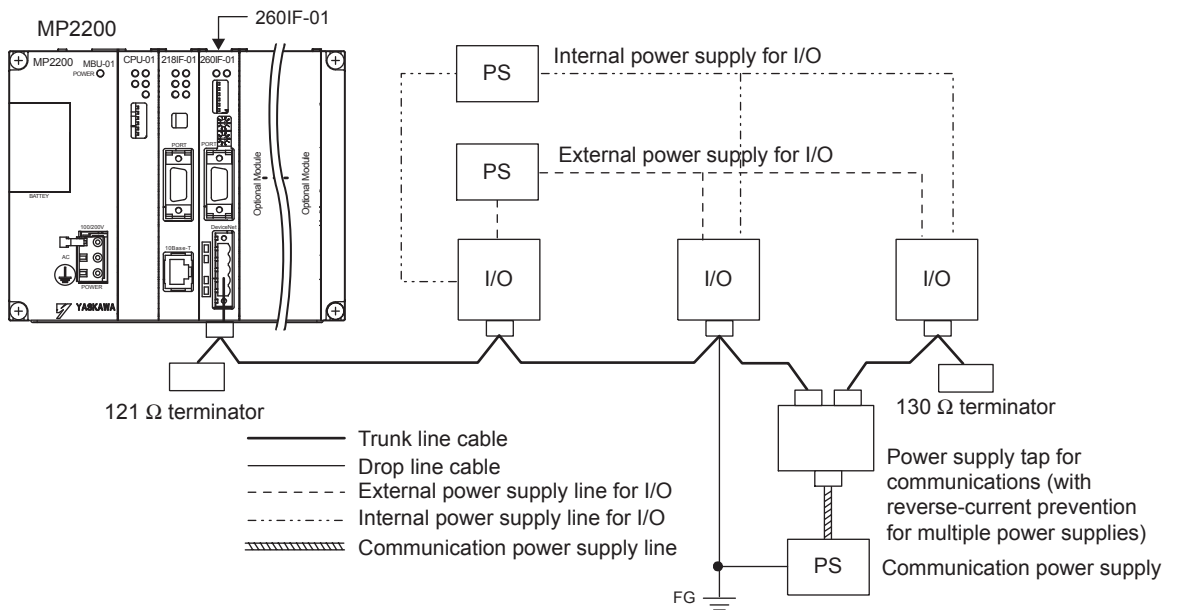 260IF-01
MP2200
MP2200
MBU-01
POWER
CPU-01
218IF-01
260IF-01
PORT
PORT
BATTEY
Optional Module
Optional Module
100/200V
AC
POWER
10Base-T
DeviceNet
YASKAWA
PS
Internal power supply for I/O
PS
External power supply for I/O
I/O
I/O
I/O
121 Ω terminator
130 Ω terminator
Trunk line cable
Drop line cable
External power supply line for I/O
Internal power supply line for I/O
Communication power supply line
Power supply tap for
communications (with
reverse-current prevention
for multiple power supplies)
PS
Communication power supply
FG